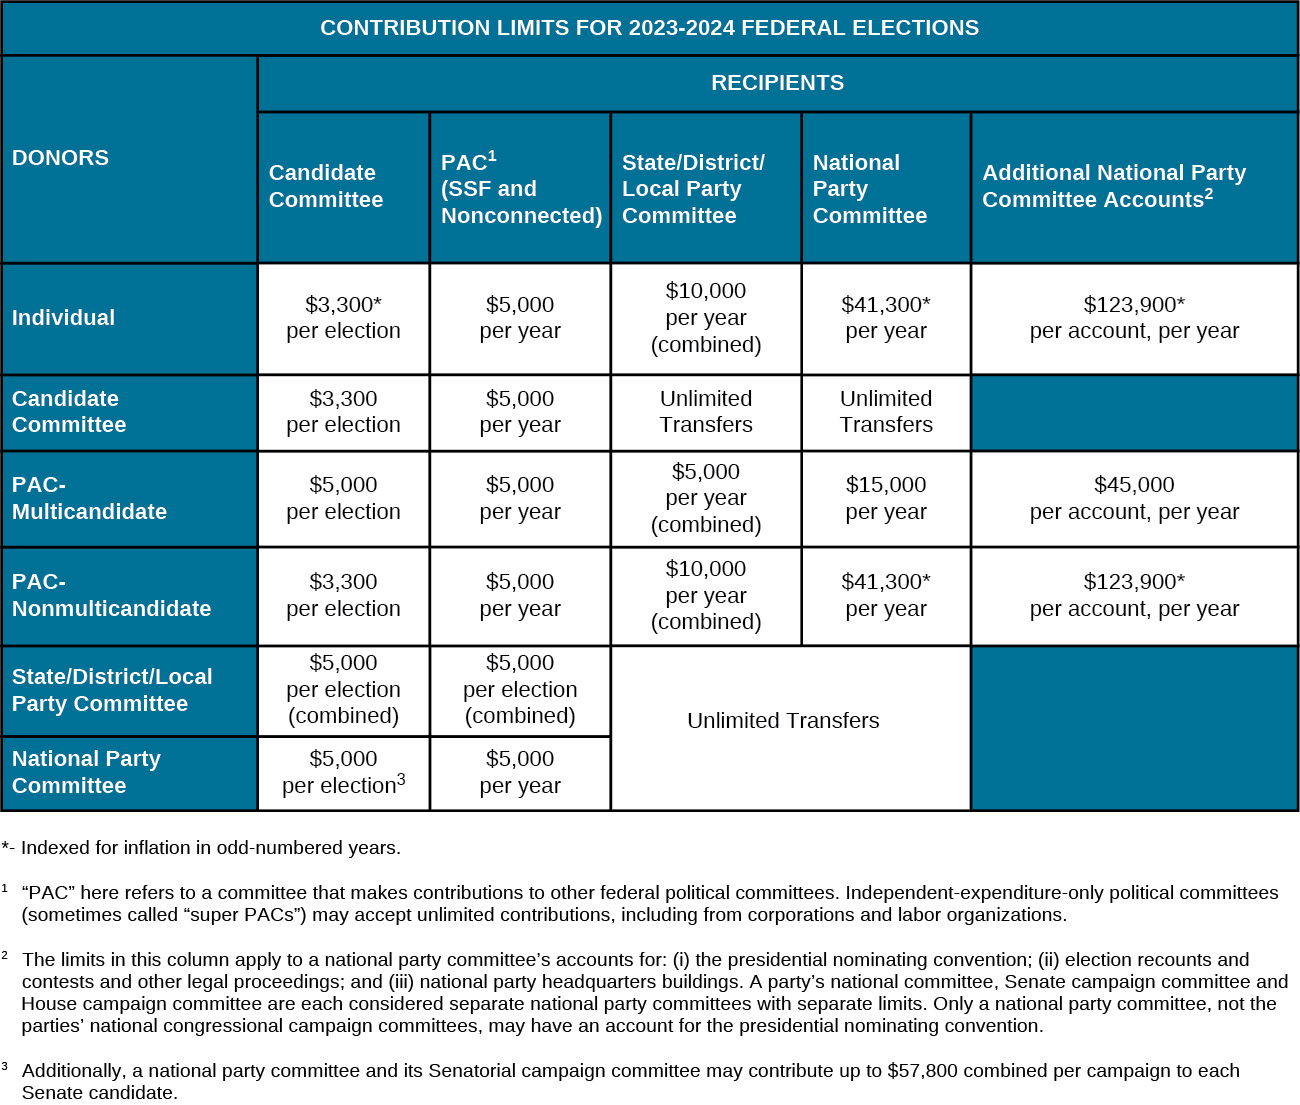 CONTRIBUTION LIMITS FOR 2023-2024 FEDERAL ELECTIONS
DONORS
RECIPIENTS
Candidate
Committee
PAC1
(SSF and
Nonconnected)
State/District/
Local Party
Committee
National
Party
Committee
Additional National Party
Committee Accounts2
Individual
$3,300*
per election
$5,000
per year
$10,000
per year
(combined)
$41,300*
per year
$123,900*
per account, per year
Candidate
Committee
$3,300
per election
$5,000
per year
Unlimited
Transfers
Unlimited
Transfers
PAC-
Multicandidate
$5,000
per election
$5,000
per year
$5,000
per year
(combined)
$15,000
per year
$45,000
per account, per year
PAC-
Nonmulticandidate
$3,300
per election
$5,000
per year
$10,000
per year
(combined)
$41,300*
per year
$123,900*
per account, per year
State/District/Local
Party Committee
$5,000
per election
(combined)
$5,000
per election
(combined)
Unlimited Transfers
National Party
Committee
$5,000
per election3
$5,000
per year
*- Indexed for inflation in odd-numbered years.
1 “PAC” here refers to a committee that makes contributions to other federal political committees. Independent-expenditure-only political committees
(sometimes called “super PACs”) may accept unlimited contributions, including from corporations and labor organizations.
2 The limits in this column apply to a national party committee’s accounts for: (i) the presidential nominating convention; (ii) election recounts and
contests and other legal proceedings; and (iii) national party headquarters buildings. A party’s national committee, Senate campaign committee and
House campaign committee are each considered separate national party committees with separate limits. Only a national party committee, not the
parties’ national congressional campaign committees, may have an account for the presidential nominating convention.
3 Additionally, a national party committee and its Senatorial campaign committee may contribute up to $57,800 combined per campaign to each
Senate candidate.